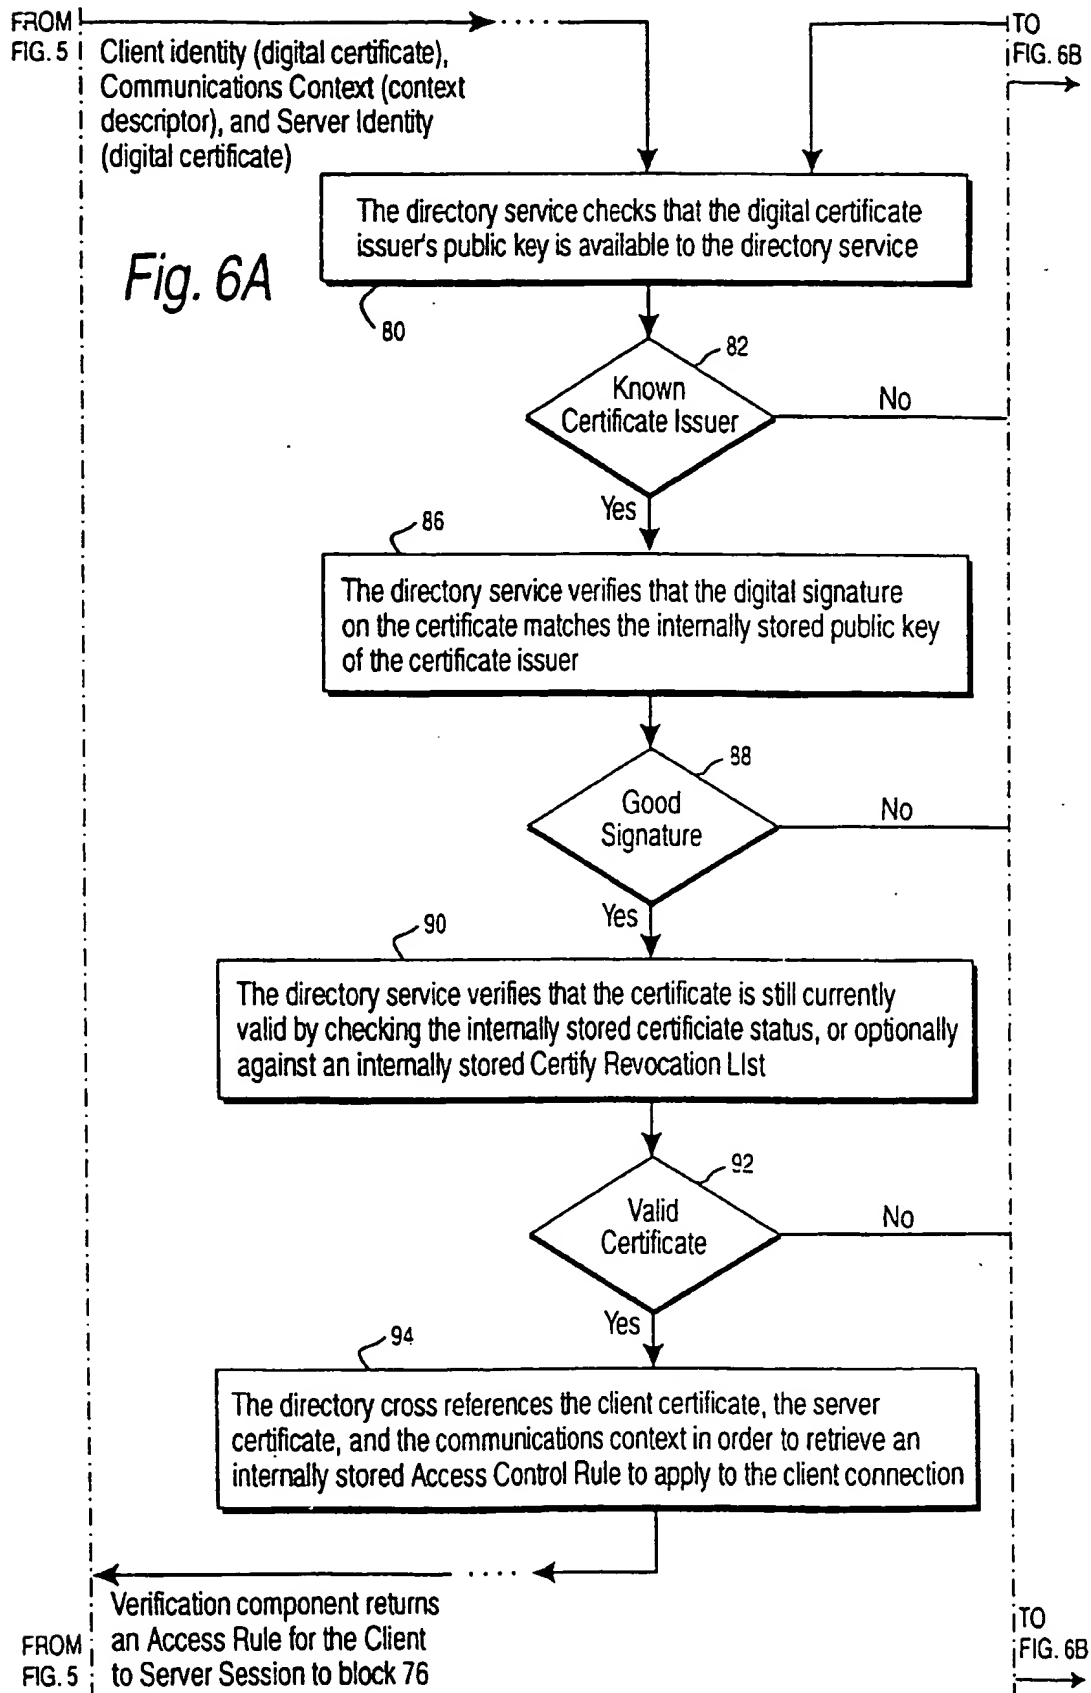 FROM
FIG. 5
Client identity (digital certificate),
Communications Context (context
descriptor), and Server Identity
(digital certificate)
TO
FIG. 6B
The directory service checks that the digital certificate
issuer's public key is available to the directory service
Fig. 6A
80
82
Known
Certificate Issuer
No
Yes
86
The directory service verifies that the digital signature
on the certificate matches the internally stored public key
of the certificate issuer
88
Good
Signature
No
Yes
90
The directory service verifies that the certificate is still currently
valid by checking the internally stored certificiate status, or optionally
against an internally stored Certify Revocation LIst
92
Valid
Certificate
No
Yes
94
The directory cross references the client certificate, the server
certificate, and the communications context in order to retrieve an
internally stored Access Control Rule to apply to the client connection
Verification component returns
an Access Rule for the Client
to Server Session to block 76
FROM
FIG. 5
TO
FIG. 6B